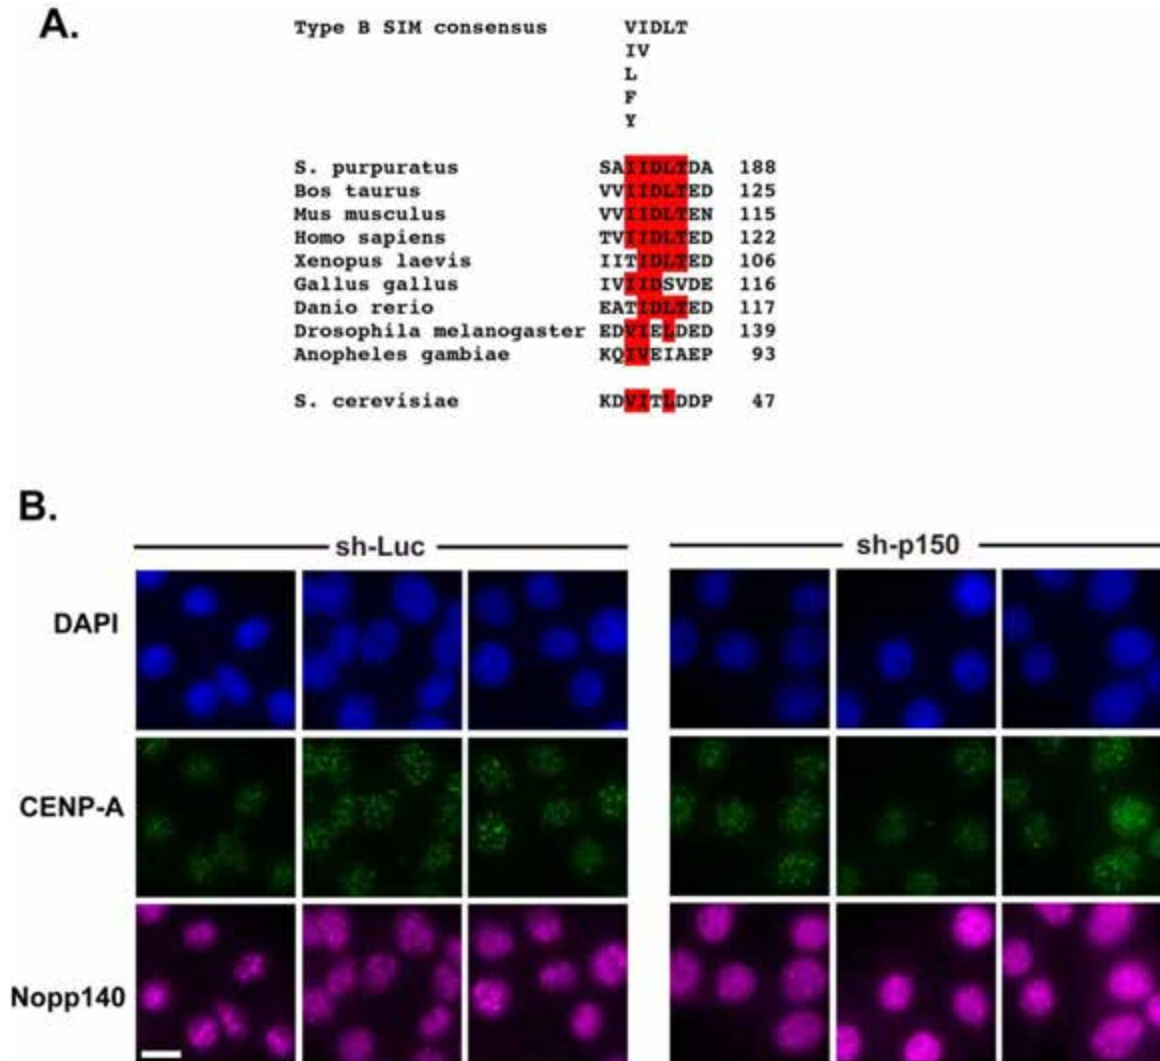 A.
Type B SIM consensus VIDLT
IV
L
F
Y
S. purpuratus SAIIDLTDA 188
Bos taurus VVIIDLTED 125
Mus musculus VVIIDLTEN 115
Homo sapiens TVIIDLTED 122
Xenopus laevis IITIDLTED 106
Gallus gallus IVIIDSVDE 116
Danio rerio EATIDLTED 117
Drosophila melanogaster EDVIELDED 139
Anopheles gambiae KQIVEIAEP 93
S. cerevisiae KDVITLDDP 47
B.
sh-Luc sh-p150
DAPI
CENP-A
Nopp140